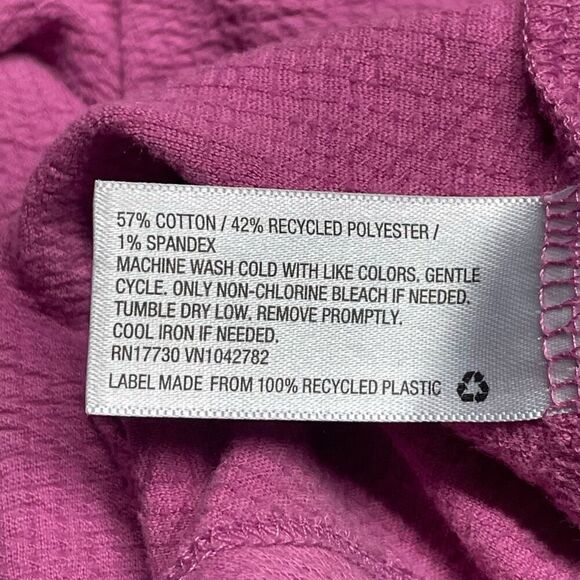 57% COTTON / 42% RECYCLED POLYESTER /
1% SPANDEX
MACHINE WASH COLD WITH LIKE COLORS. GENTLE
CYCLE. ONLY NON-CHLORINE BLEACH IF NEEDED.
TUMBLE DRY LOW. REMOVE PROMPTLY.
COOL IRON IF NEEDED.
RN17730 VN1042782
LABEL MADE FROM 100% RECYCLED PLASTIC